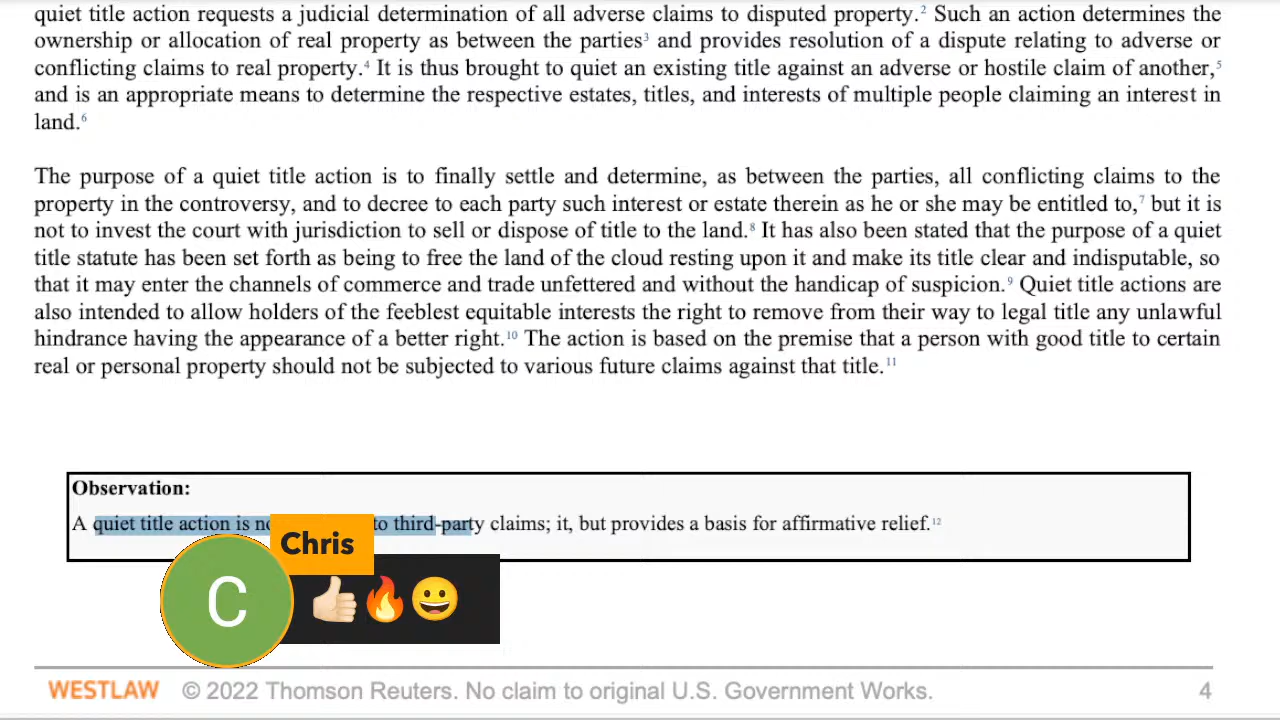 quiet title action requests a judicial determination of all adverse claims to disputed property.2 Such an action determines the
ownership or allocation of real property as between the parties3 and provides resolution of a dispute relating to adverse or
conflicting claims to real property.4 It is thus brought to quiet an existing title against an adverse or hostile claim of another,5
and is an appropriate means to determine the respective estates, titles, and interests of multiple people claiming an interest in
land.6
The purpose of a quiet title action is to finally settle and determine, as between the parties, all conflicting claims to the
property in the controversy, and to decree to each party such interest or estate therein as he or she may be entitled to,7 but it is
not to invest the court with jurisdiction to sell or dispose of title to the land.8 It has also been stated that the purpose of a quiet
title statute has been set forth as being to free the land of the cloud resting upon it and make its title clear and indisputable, so
that it may enter the channels of commerce and trade unfettered and without the handicap of suspicion.9 Quiet title actions are
also intended to allow holders of the feeblest equitable interests the right to remove from their way to legal title any unlawful
hindrance having the appearance of a better right.10 The action is based on the premise that a person with good title to certain
real or personal property should not be subjected to various future claims against that title.11
Observation:
A quiet title action is to third-party claims; it, but provides a basis for affirmative relief.12
Chris
C 👍🏻🔥😀
WESTLAW © 2022 Thomson Reuters. No claim to original U.S. Government Works. 4